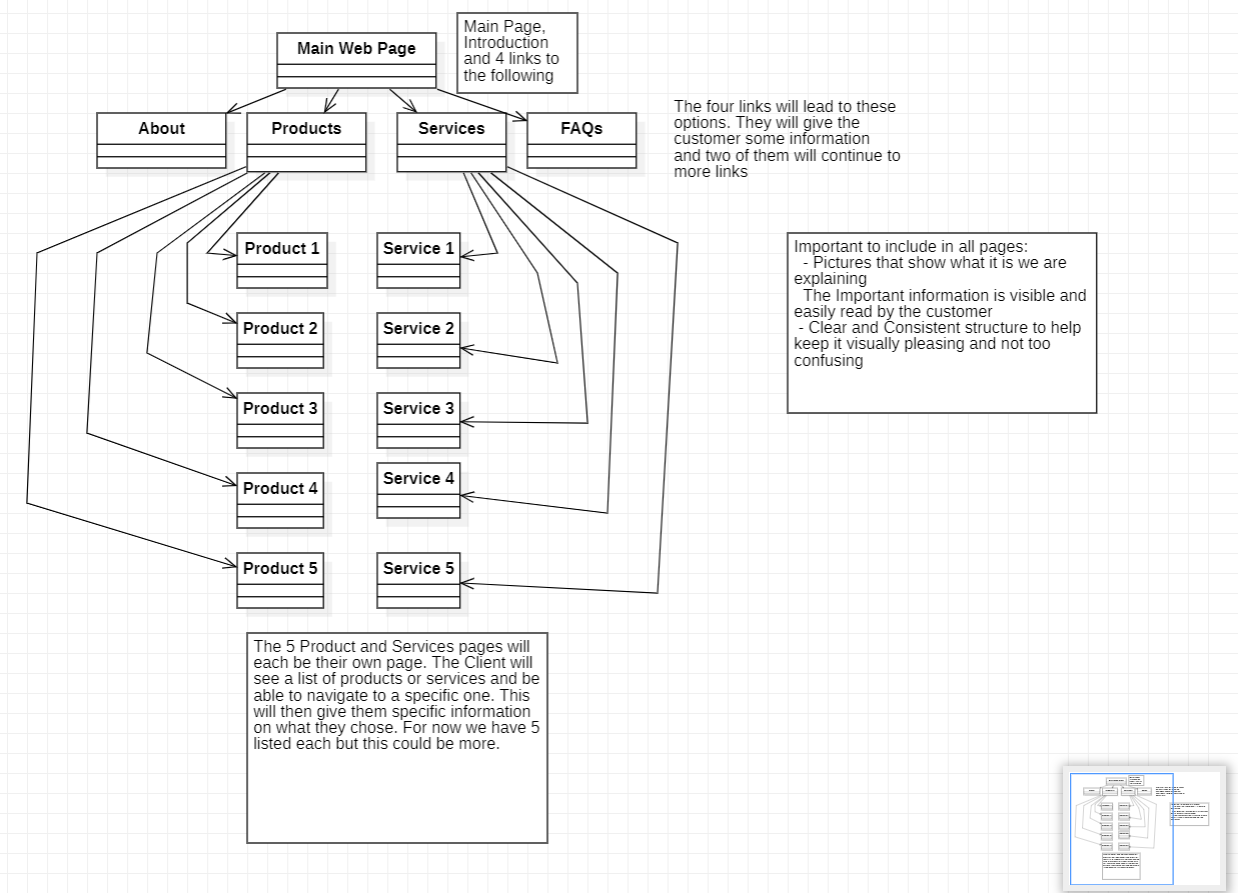 Main Web Page
Main Page,
Introduction
and 4 links to
the following
About
Products
Services
FAQs
The four links will lead to these
options. They will give the
customer some information
and two of them will continue to
more links
Product 1
Service 1
Important to include in all pages:
- Pictures that show what it is we are
explaining
The Important information is visible and
easily read by the customer
- Clear and Consistent structure to help
keep it visually pleasing and not too
confusing
Product 2
Service 2
Product 3
Service 3
Product 4
Service 4
Product 5
Service 5
The 5 Product and Services pages will
each be their own page. The Client will
see a list of products or services and be
able to navigate to a specific one. This
will then give them specific information
on what they chose. For now we have 5
listed each but this could be more.